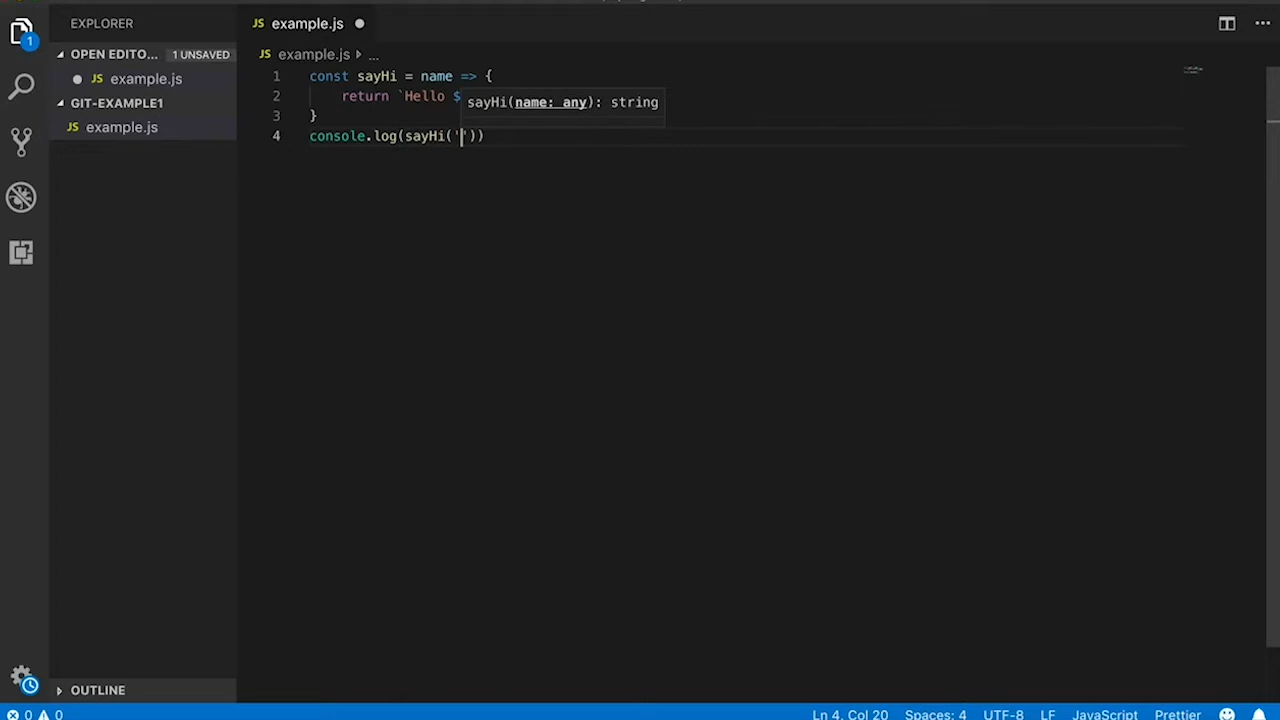 EXPLORER
JS example.js
OPEN EDITO... 1 UNSAVED
JS example.js ...
1
JS example.js
GIT-EXAMPLE1
JS example.js
1 const sayHi = name => {
2 return `Hello $
sayHi(name: any): string
3 }
4 console.log(sayHi(''))
OUTLINE
0 0
Ln 4, Col 20 Spaces: 4 UTF-8 LF JavaScript Prettier